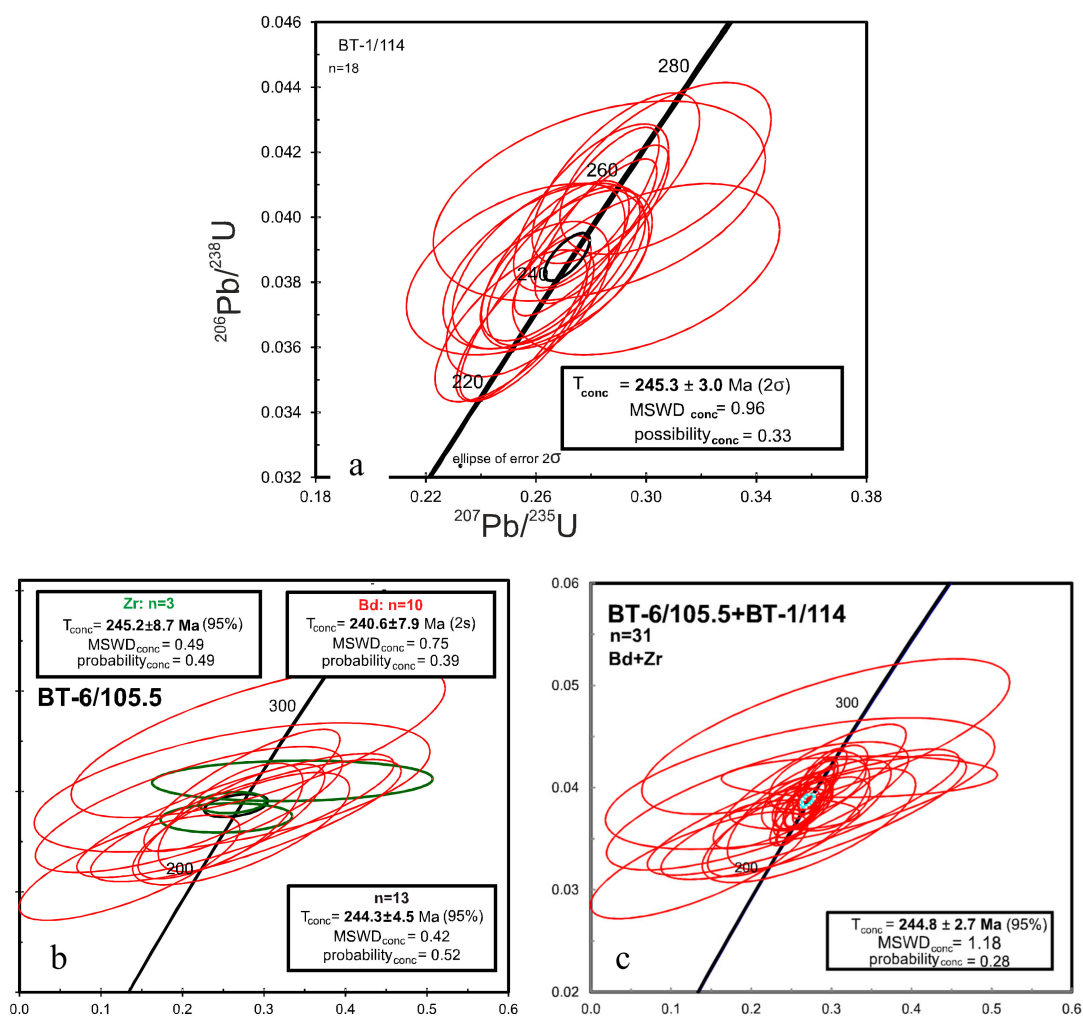 0.046
BT-1/114
n=18
280
0.044
0.042
260
0.040
²⁰⁶Pb/²³⁸U
0.038
240
0.036
220
0.034
T_conc = 245.3 ± 3.0 Ma (2σ)
MSWD conc = 0.96
possibility_conc = 0.33
a
ellipse of error 2σ
0.032
0.18
0.22
0.26
0.30
0.34
0.38
²⁰⁷Pb/²³⁵U
Zr: n=3
T_conc= 245.2±8.7 Ma (95%)
MSWD_conc = 0.49
probability_conc = 0.49
Bd: n=10
T_conc= 240.6±7.9 Ma (2s)
MSWD_conc = 0.75
probability_conc = 0.39
BT-6/105.5
300
200
n=13
T_conc= 244.3±4.5 Ma (95%)
MSWD_conc = 0.42
probability_conc = 0.52
b
0.0
0.1
0.2
0.3
0.4
0.5
0.6
0.06
BT-6/105.5+BT-1/114
n=31
Bd+Zr
0.05
300
0.04
200
0.03
T_conc= 244.8 ± 2.7 Ma (95%)
MSWD_conc= 1.18
probability_conc = 0.28
c
0.02
0.0
0.1
0.2
0.3
0.4
0.5
0.6